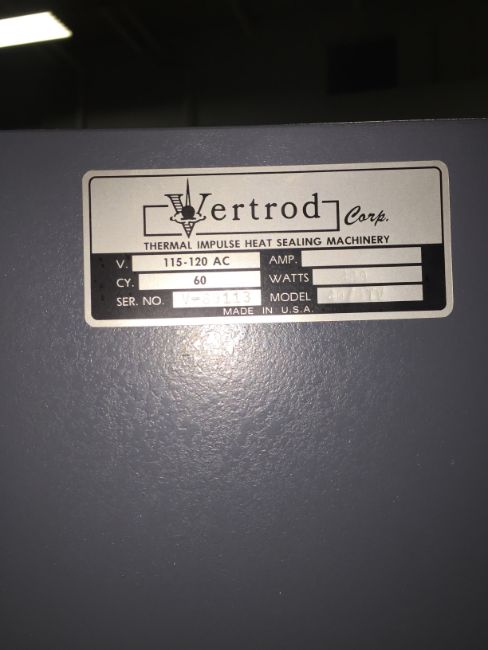 Vertrod Corp.
THERMAL IMPULSE HEAT SEALING MACHINERY
V. 115-120 AC AMP.
CY. 60 WATTS
SER. NO. MODEL
MADE IN U.S.A.